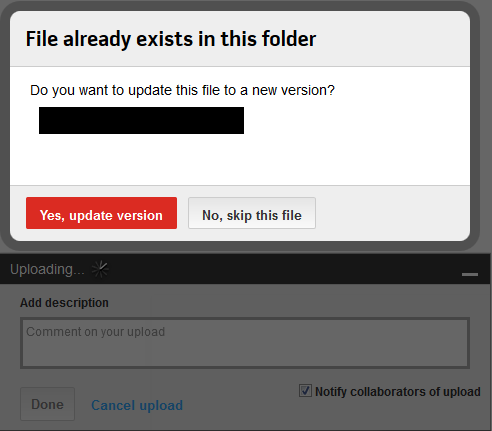 File already exists in this folder
Do you want to update this file to a new version?
Yes, update version
No, skip this file
Uploading...
Add description
Comment on your upload
Notify collaborators of upload
Done
Cancel upload